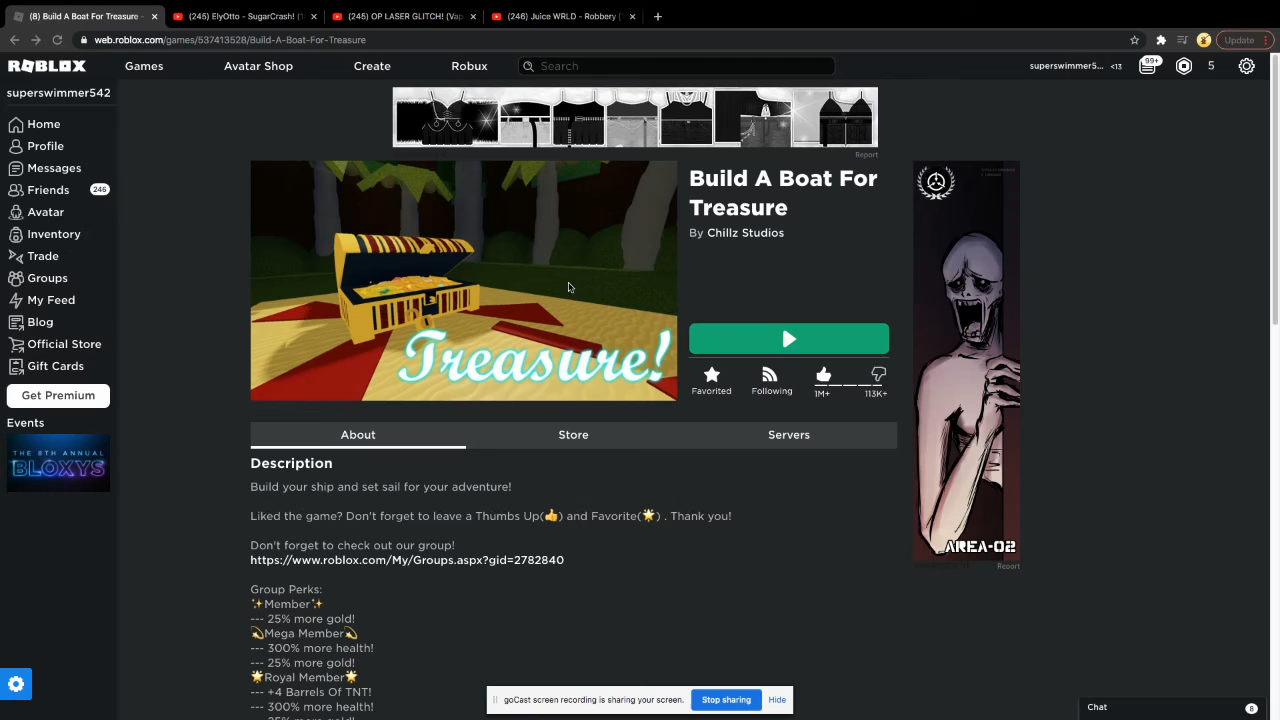 (8) Build A Boat For Treasure -
(245) ElyOtto - SugarCrash! (
(245) OP LASER GLITCH! (Va
(246) Juice WRLD - Robbery [
web.roblox.com/games/537413528/Build-A-Boat-For-Treasure
Update
ROBLOX
Games
Avatar Shop
Create
Robux
Search
superswimmer5... <13
99+
5
superswimmer542
Home
Profile
Messages
Friends 246
Avatar
Inventory
Trade
Groups
My Feed
Blog
Official Store
Gift Cards
Get Premium
Events
THE 8TH ANNUAL
BLOXYS
Report
Treasure!
Build A Boat For
Treasure
By Chillz Studios
Favorited
Following
1M+
113K+
About
Store
Servers
Description
Build your ship and set sail for your adventure!
Liked the game? Don't forget to leave a Thumbs Up(👍) and Favorite(🌟) . Thank you!
Don't forget to check out our group!
https://www.roblox.com/My/Groups.aspx?gid=2782840
Group Perks:
✨Member✨
--- 25% more gold!
💫Mega Member💫
--- 300% more health!
--- 25% more gold!
🌟Royal Member🌟
--- +4 Barrels Of TNT!
--- 300% more health!
--- 25% more gold!
AREA-02
Report
goCast screen recording is sharing your screen.
Stop sharing
Hide
Chat
8